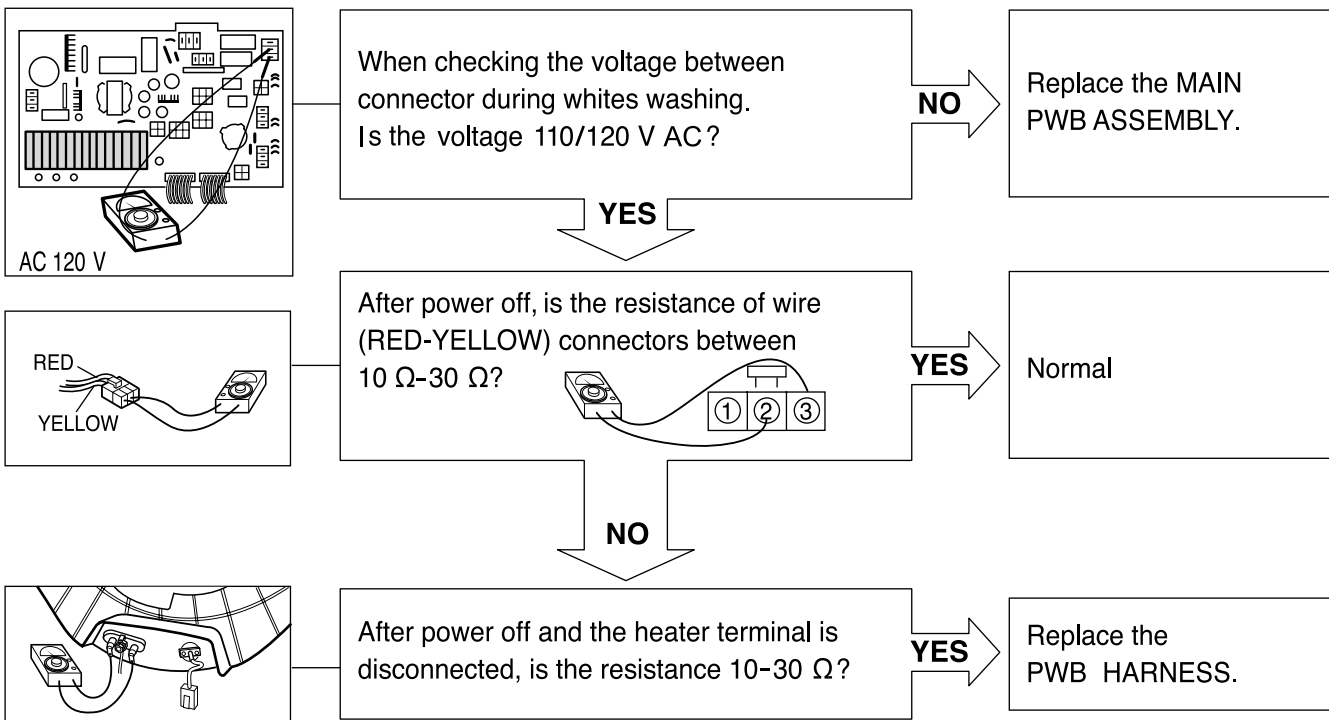 When checking the voltage between
connector during whites washing.
Is the voltage 110/120 V AC?
NO
Replace the MAIN
PWB ASSEMBLY.
AC 120 V
YES
After power off, is the resistance of wire
(RED-YELLOW) connectors between
10 Ω-30 Ω?
RED
YELLOW
① ② ③
YES
Normal
NO
After power off and the heater terminal is
disconnected, is the resistance 10-30 Ω?
YES
Replace the
PWB HARNESS.